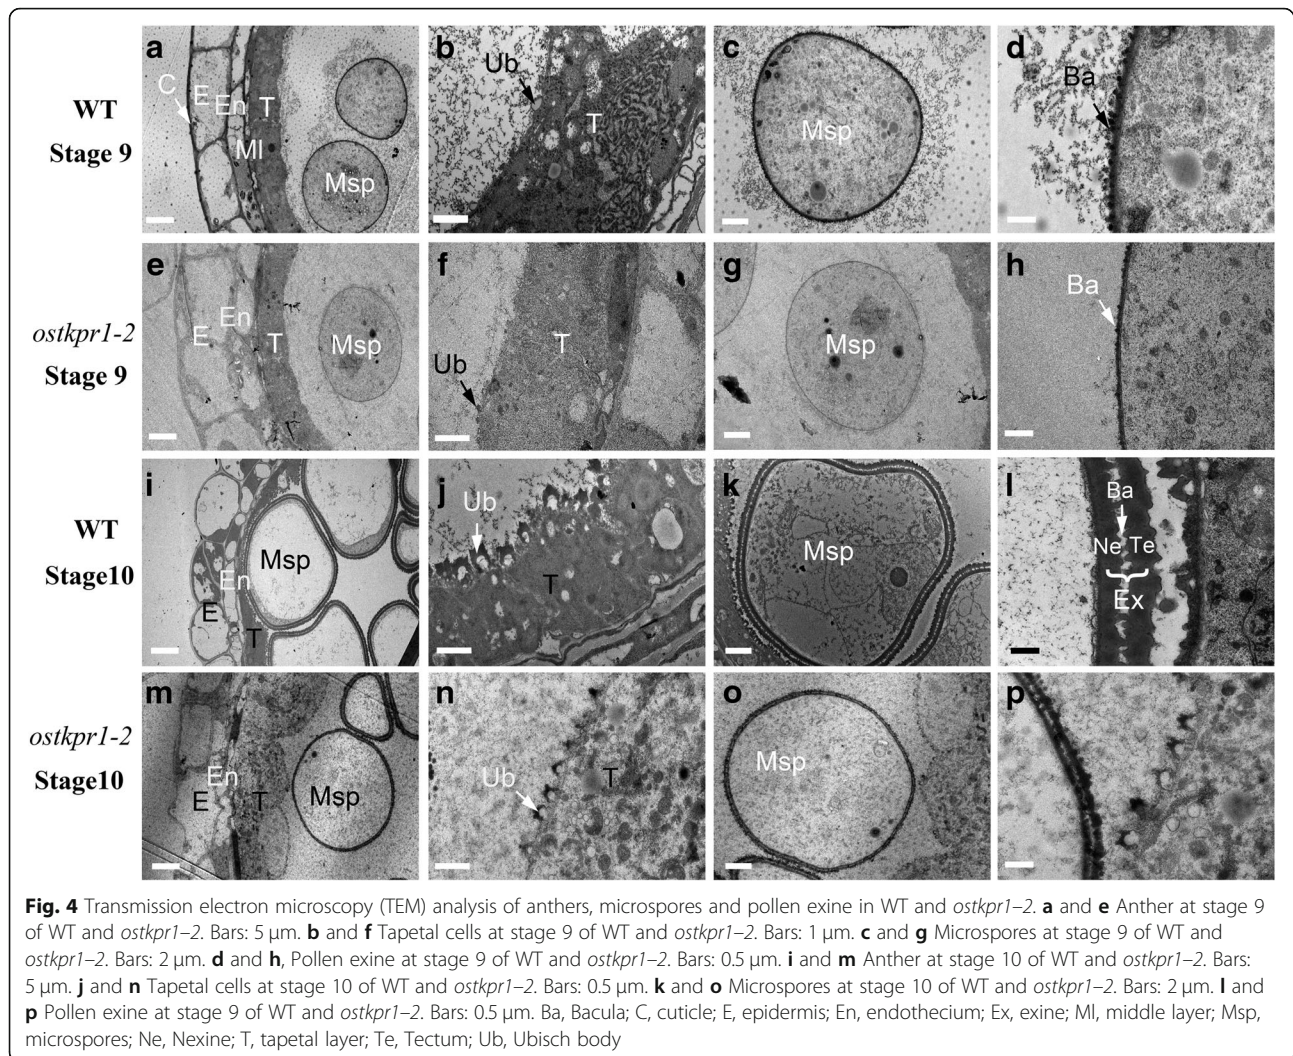 a
C
E
En
T
Ml
Msp
b
Ub
T
c
Msp
d
Ba
WT
Stage 9
e
E
En
T
Msp
f
Ub
T
g
Msp
h
Ba
ostkpr1-2
Stage 9
i
E
En
T
Msp
j
Ub
T
k
Msp
l
Ba
Ne Te
Ex
WT
Stage10
m
E
En
T
Msp
n
Ub
T
o
Msp
p
ostkpr1-2
Stage10
Fig. 4 Transmission electron microscopy (TEM) analysis of anthers, microspores and pollen exine in WT and ostkpr1–2. a and e Anther at stage 9
of WT and ostkpr1–2. Bars: 5 μm. b and f Tapetal cells at stage 9 of WT and ostkpr1–2. Bars: 1 μm. c and g Microspores at stage 9 of WT and
ostkpr1–2. Bars: 2 μm. d and h, Pollen exine at stage 9 of WT and ostkpr1–2. Bars: 0.5 μm. i and m Anther at stage 10 of WT and ostkpr1–2. Bars:
5 μm. j and n Tapetal cells at stage 10 of WT and ostkpr1–2. Bars: 0.5 μm. k and o Microspores at stage 10 of WT and ostkpr1–2. Bars: 2 μm. l and
p Pollen exine at stage 9 of WT and ostkpr1–2. Bars: 0.5 μm. Ba, Bacula; C, cuticle; E, epidermis; En, endothecium; Ex, exine; Ml, middle layer; Msp,
microspores; Ne, Nexine; T, tapetal layer; Te, Tectum; Ub, Ubisch body